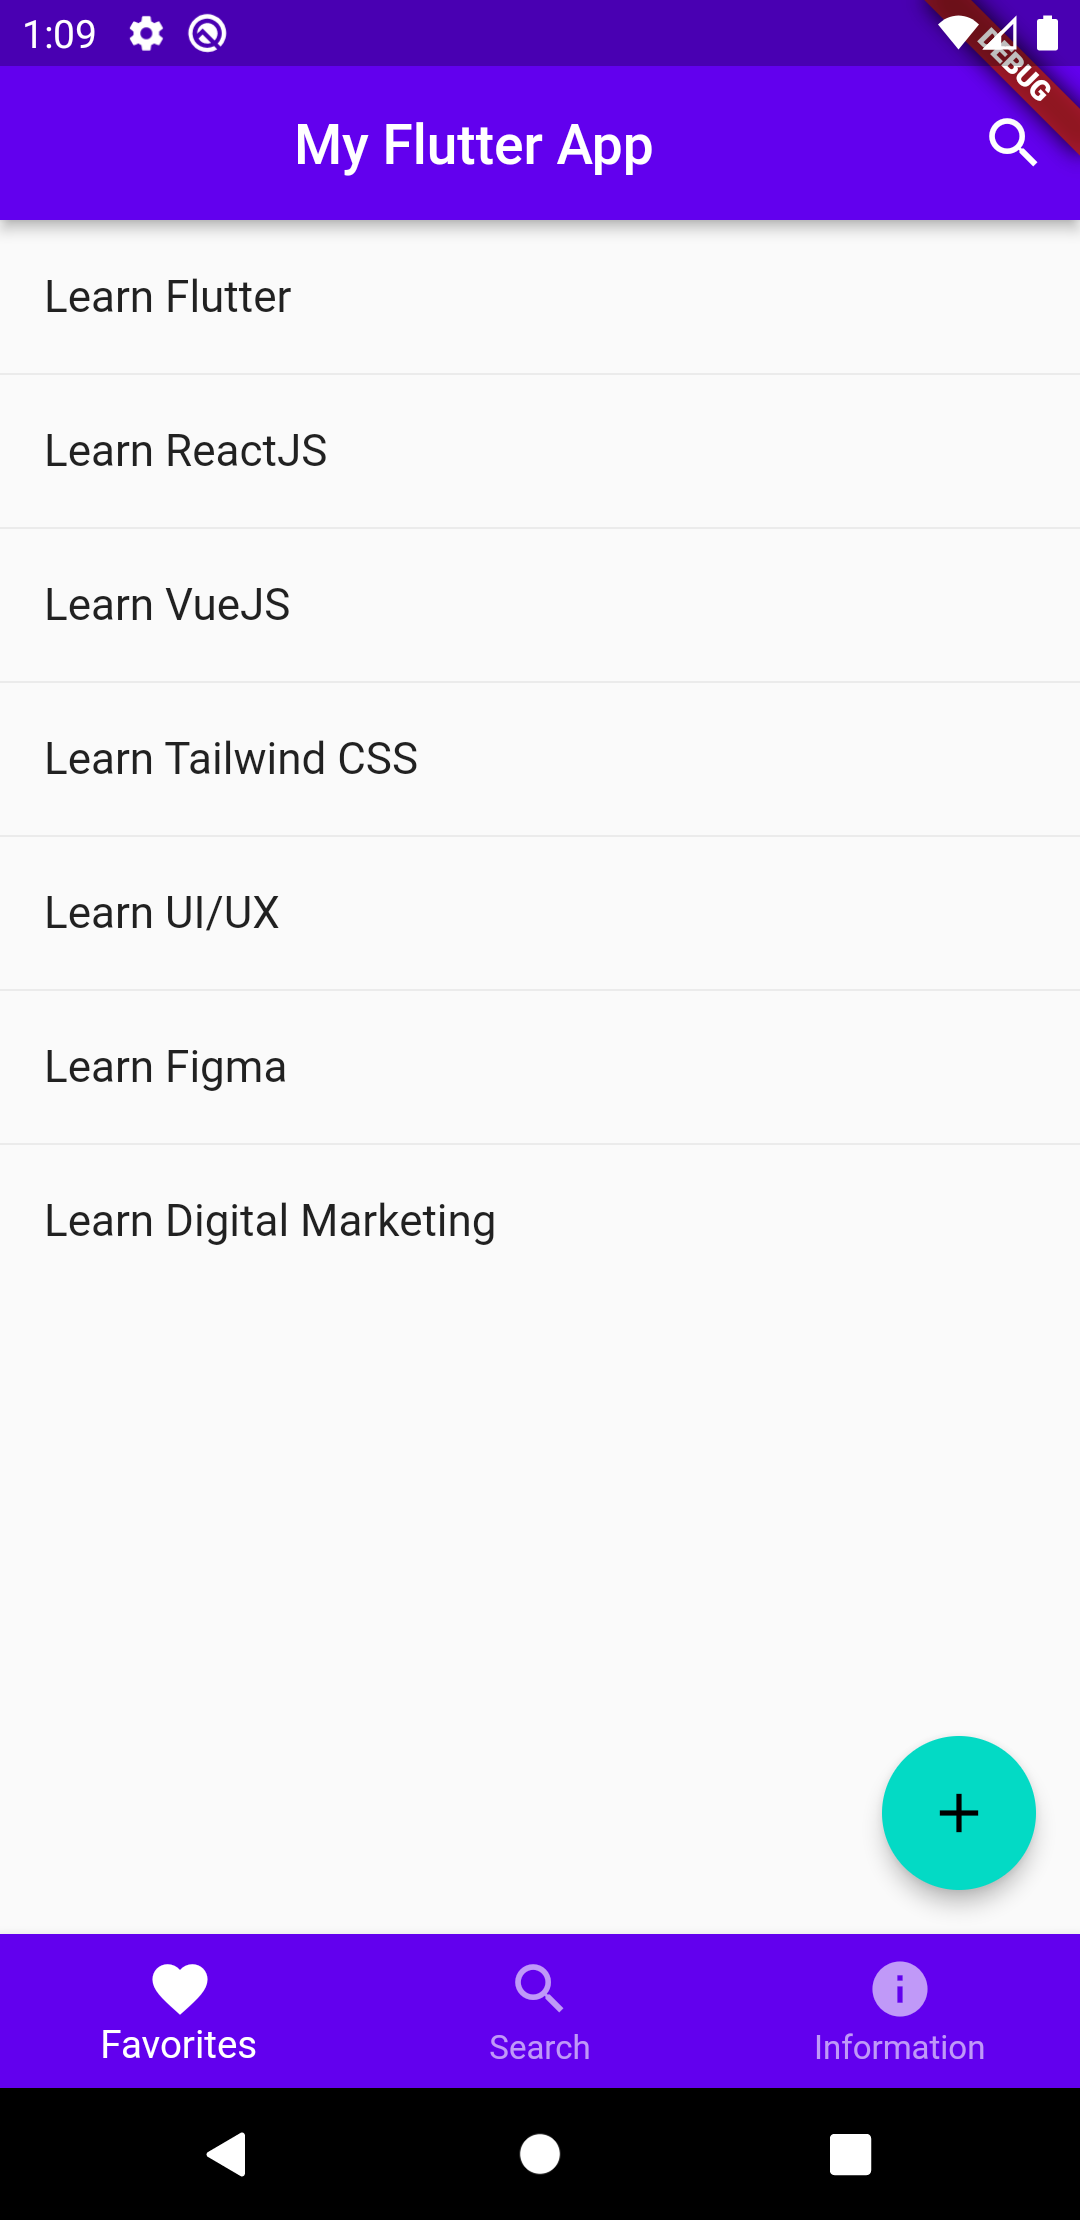 1:09
DEBUG
My Flutter App
Learn Flutter
Learn ReactJS
Learn VueJS
Learn Tailwind CSS
Learn UI/UX
Learn Figma
Learn Digital Marketing
Favorites
Search
Information